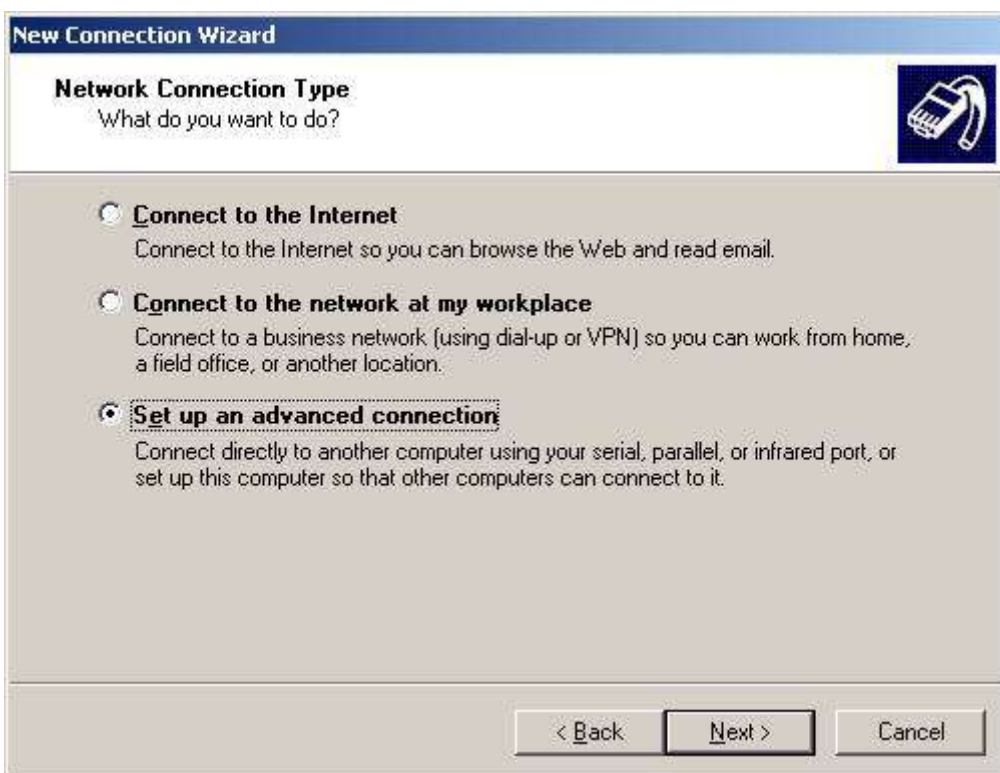 New Connection Wizard
Network Connection Type
What do you want to do?
Connect to the Internet
Connect to the Internet so you can browse the Web and read email.
Connect to the network at my workplace
Connect to a business network (using dial-up or VPN) so you can work from home,
a field office, or another location.
Set up an advanced connection
Connect directly to another computer using your serial, parallel, or infrared port, or
set up this computer so that other computers can connect to it.
< Back Next > Cancel